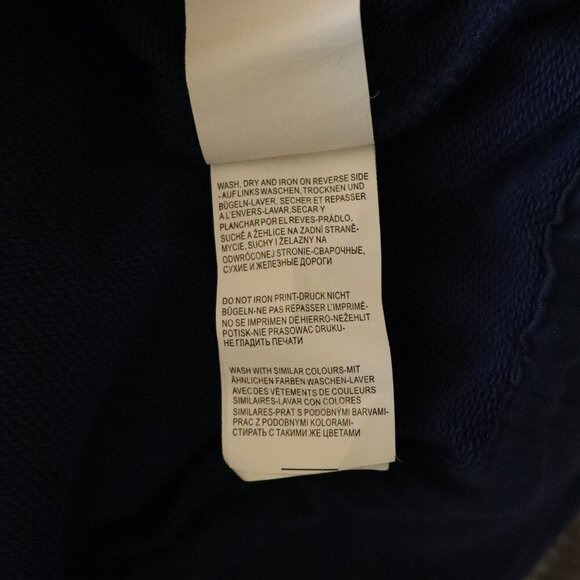 WASH, DRY AND IRON ON REVERSE SIDE
- AUF LINKS WASCHEN, TROCKNEN UND
BÜGELN-LAVER, SECHER ET REPASSER
A L'ENVERS-LAVAR,SECAR Y
PLANCHAR POR EL REVES-PRÁDLO,
SUCHÉ A ŽEHLICE NA ZADNÍ STRANĚ-
MYCIE, SUCHY I ŻELAZNY NA
ODWRÓCONEJ STRONIE-СВАРОЧНЫЕ,
СУХИЕ И ЖЕЛЕЗНЫЕ ДОРОГИ
DO NOT IRON PRINT-DRUCK NICHT
BÜGELN-NE PAS REPASSER L'IMPRIMÉ-
NO SE IMPRIMEN DE HIERRO-NEŽEHLIT
POTISK-NIE PRASOWAC DRUKU-
НЕ ГЛАДИТЬ ПЕЧАТИ
WASH WITH SIMILAR COLOURS-MIT
ÄHNLICHEN FARBEN WASCHEN-LAVER
AVEC DES VÊTEMENTS DE COULEURS
SIMILAIRES-LAVAR CON COLORES
SIMILARES-PRAT S PODOBNÝMI BARVAMI-
PRAC Z PODOBNYMI KOLORAMI-
СТИРАТЬ С ТАКИМИ ЖЕ ЦВЕТАМИ